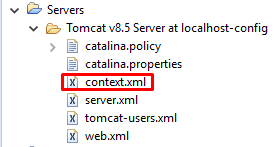 Servers
Tomcat v8.5 Server at localhost-config
catalina.policy
catalina.properties
context.xml
server.xml
tomcat-users.xml
web.xml